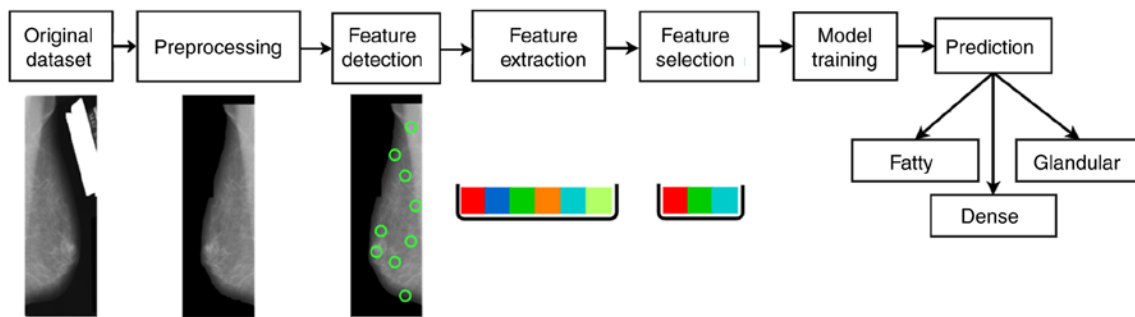 Original
dataset
Preprocessing
Feature
detection
Feature
extraction
Feature
selection
Model
training
Prediction
Fatty
Glandular
Dense